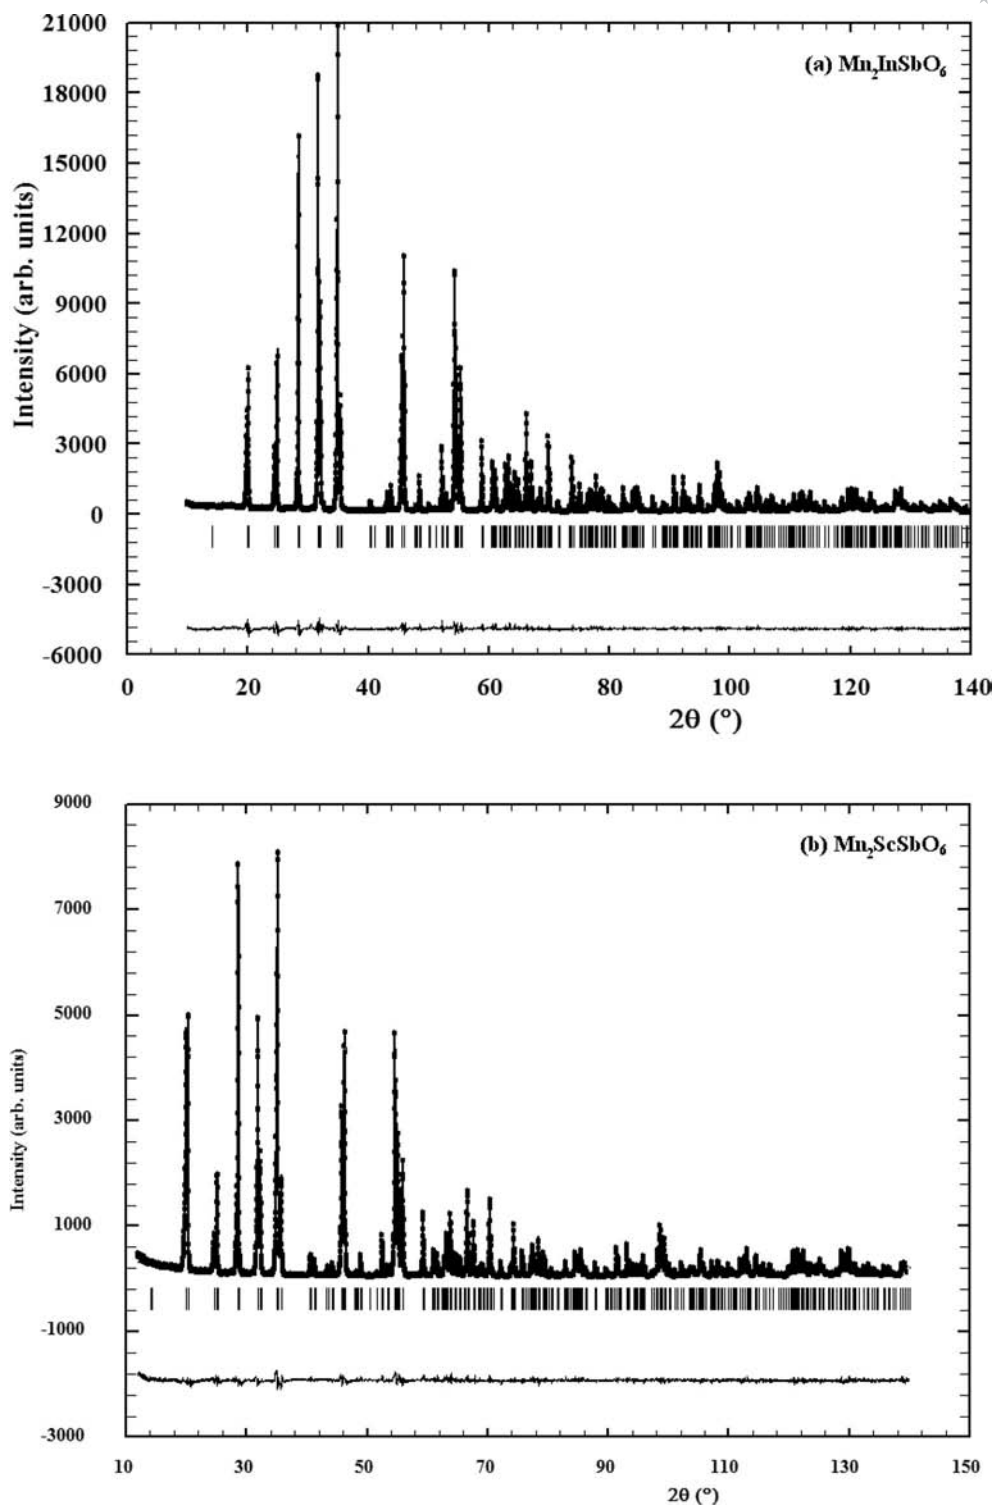 21000
(a) Mn₂InSbO₆
18000
15000
12000
9000
6000
3000
0
-3000
-6000
Intensity (arb. units)
0 20 40 60 80 100 120 140
2θ (°)
9000
(b) Mn₂ScSbO₆
7000
5000
3000
1000
-1000
-3000
Intensity (arb. units)
10 30 50 70 90 110 130 150
2θ (°)